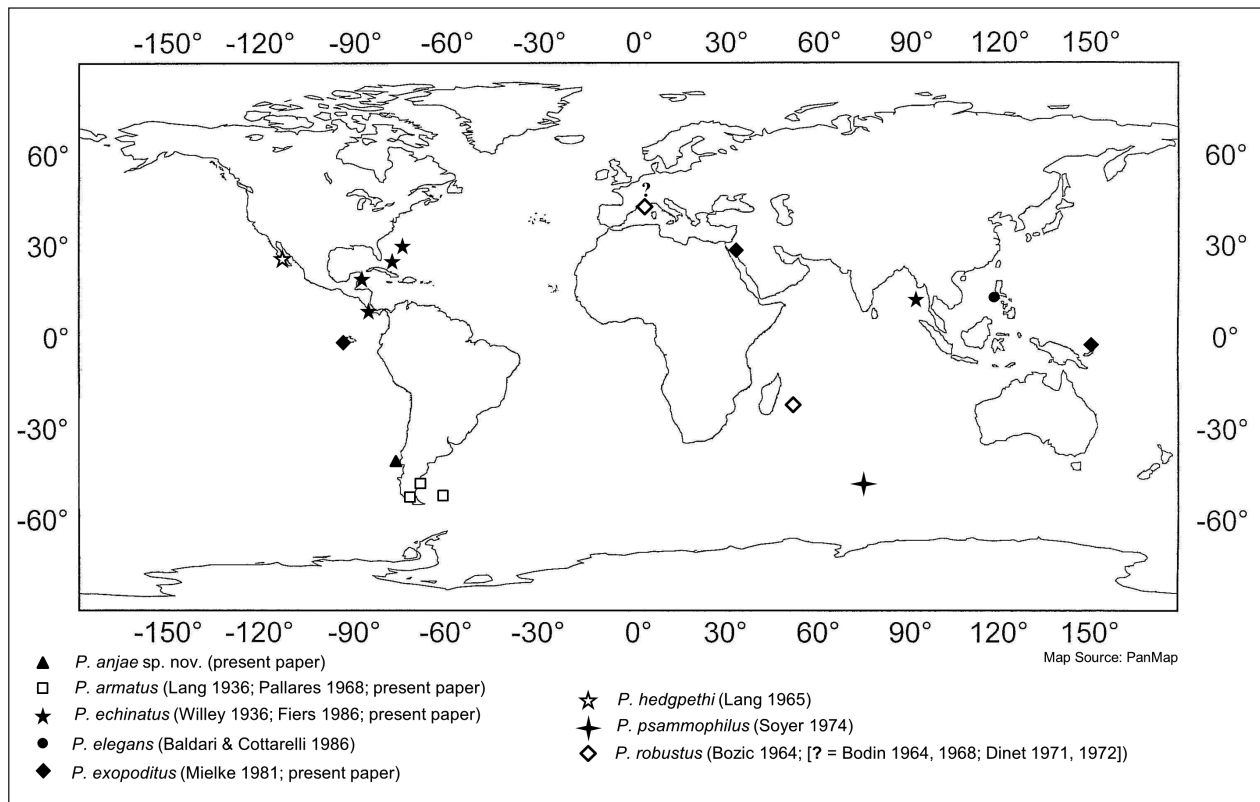 -150° -120° -90° -60° -30° 0° 30° 60° 90° 120° 150°
60° 60°
?
30° 30°
0° 0°
-30° -30°
-60° -60°
-150° -120° -90° -60° -30° 0° 30° 60° 90° 120° 150°
Map Source: PanMap
P. anjae sp. nov. (present paper)
P. armatus (Lang 1936; Pallares 1968; present paper)
P. echinatus (Willey 1936; Fiers 1986; present paper)
P. elegans (Baldari & Cottarelli 1986)
P. exopoditus (Mielke 1981; present paper)
P. hedgpethi (Lang 1965)
P. psammophilus (Soyer 1974)
P. robustus (Bozic 1964; [? = Bodin 1964, 1968; Dinet 1971, 1972])